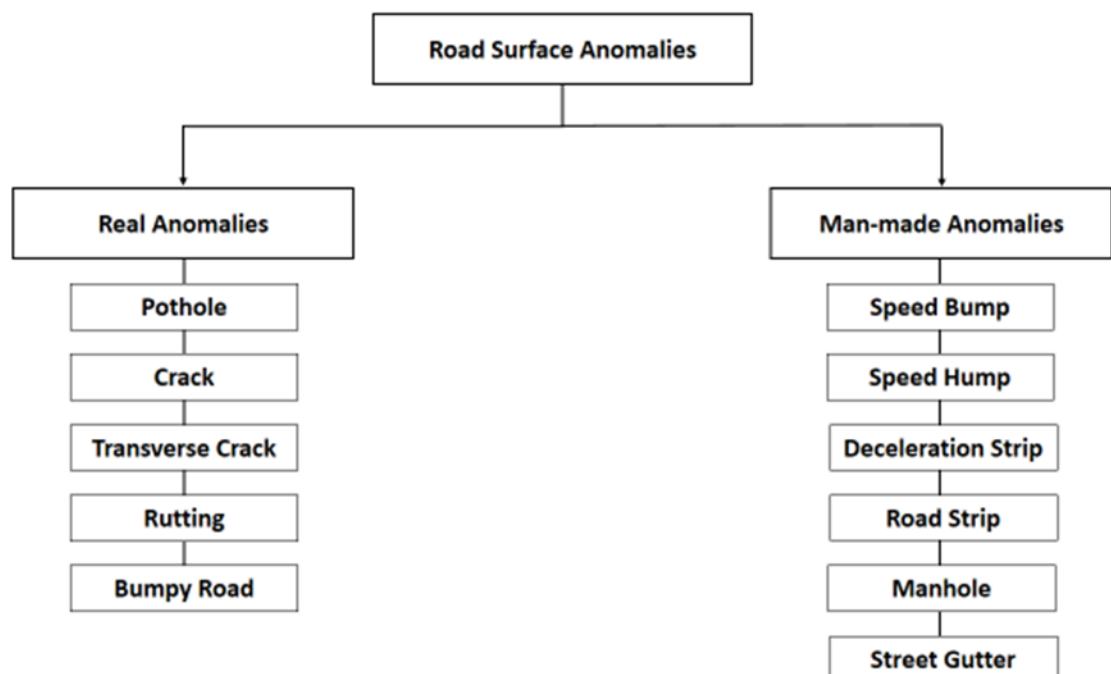 Road Surface Anomalies
Real Anomalies
Pothole
Crack
Transverse Crack
Rutting
Bumpy Road
Man-made Anomalies
Speed Bump
Speed Hump
Deceleration Strip
Road Strip
Manhole
Street Gutter